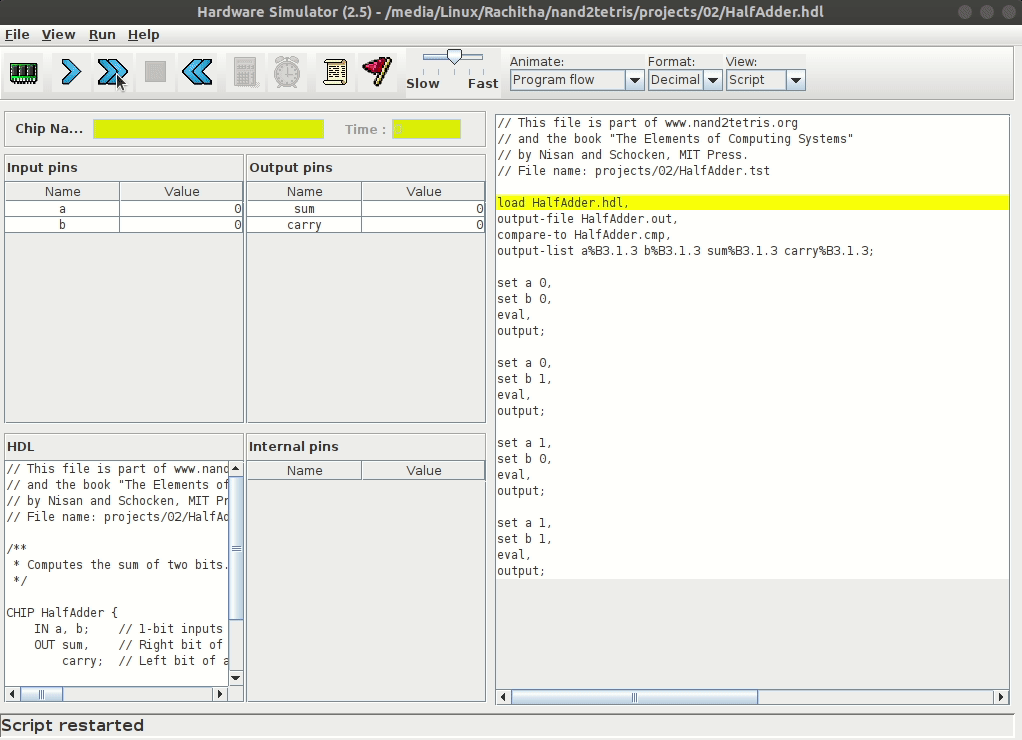 Hardware Simulator (2.5) - /media/Linux/Rachitha/nand2tetris/projects/02/HalfAdder.hdl
File View Run Help
Slow Fast
Animate: Format: View:
Program flow Decimal Script
Chip Na... Time :
Input pins
Name Value
a 0
b 0
Output pins
Name Value
sum 0
carry 0
HDL
// This file is part of www.nand
// and the book "The Elements of
// by Nisan and Schocken, MIT Pr
// File name: projects/02/HalfAd
/**
* Computes the sum of two bits.
*/
CHIP HalfAdder {
IN a, b;    // 1-bit inputs
OUT sum,    // Right bit of
carry;  // Left bit of a
Internal pins
Name Value
// This file is part of www.nand2tetris.org
// and the book "The Elements of Computing Systems"
// by Nisan and Schocken, MIT Press.
// File name: projects/02/HalfAdder.tst
load HalfAdder.hdl,
output-file HalfAdder.out,
compare-to HalfAdder.cmp,
output-list a%B3.1.3 b%B3.1.3 sum%B3.1.3 carry%B3.1.3;
set a 0,
set b 0,
eval,
output;
set a 0,
set b 1,
eval,
output;
set a 1,
set b 0,
eval,
output;
set a 1,
set b 1,
eval,
output;
Script restarted